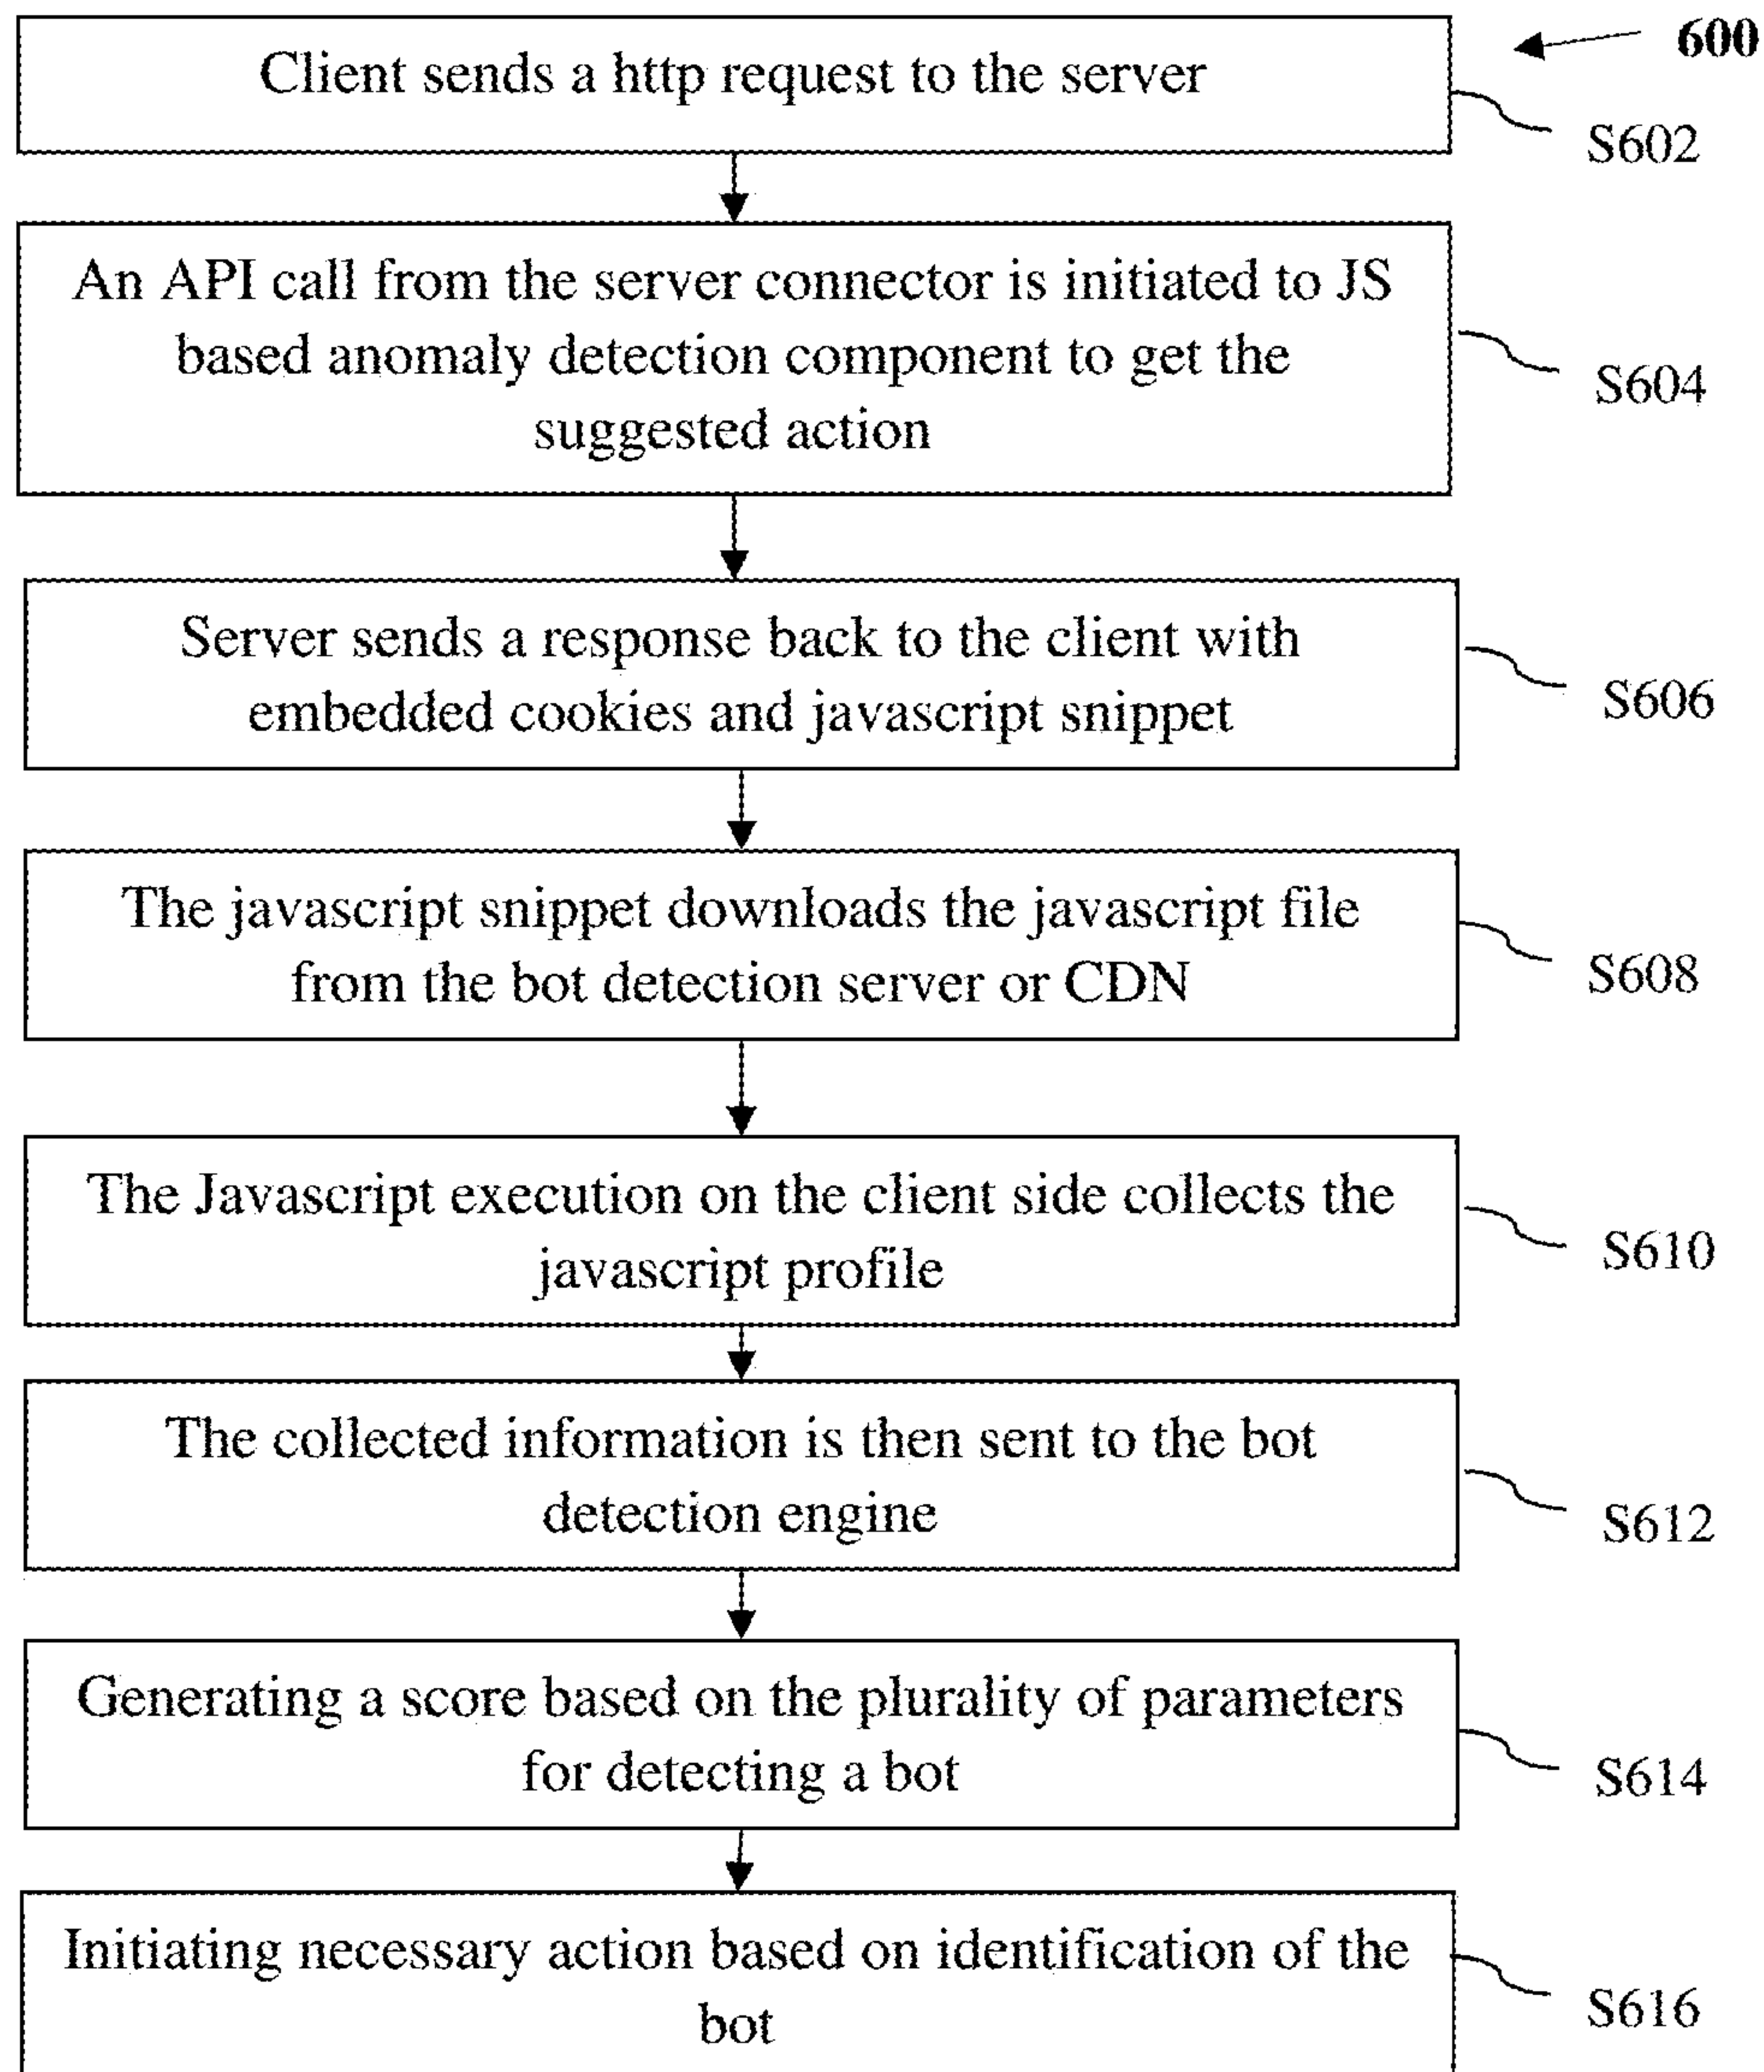 600
Client sends a http request to the server
S602
An API call from the server connector is initiated to JS
based anomaly detection component to get the
suggested action
S604
Server sends a response back to the client with
embedded cookies and javascript snippet
S606
The javascript snippet downloads the javascript file
from the bot detection server or CDN
S608
The Javascript execution on the client side collects the
javascript profile
S610
The collected information is then sent to the bot
detection engine
S612
Generating a score based on the plurality of parameters
for detecting a bot
S614
Initiating necessary action based on identification of the
bot
S616